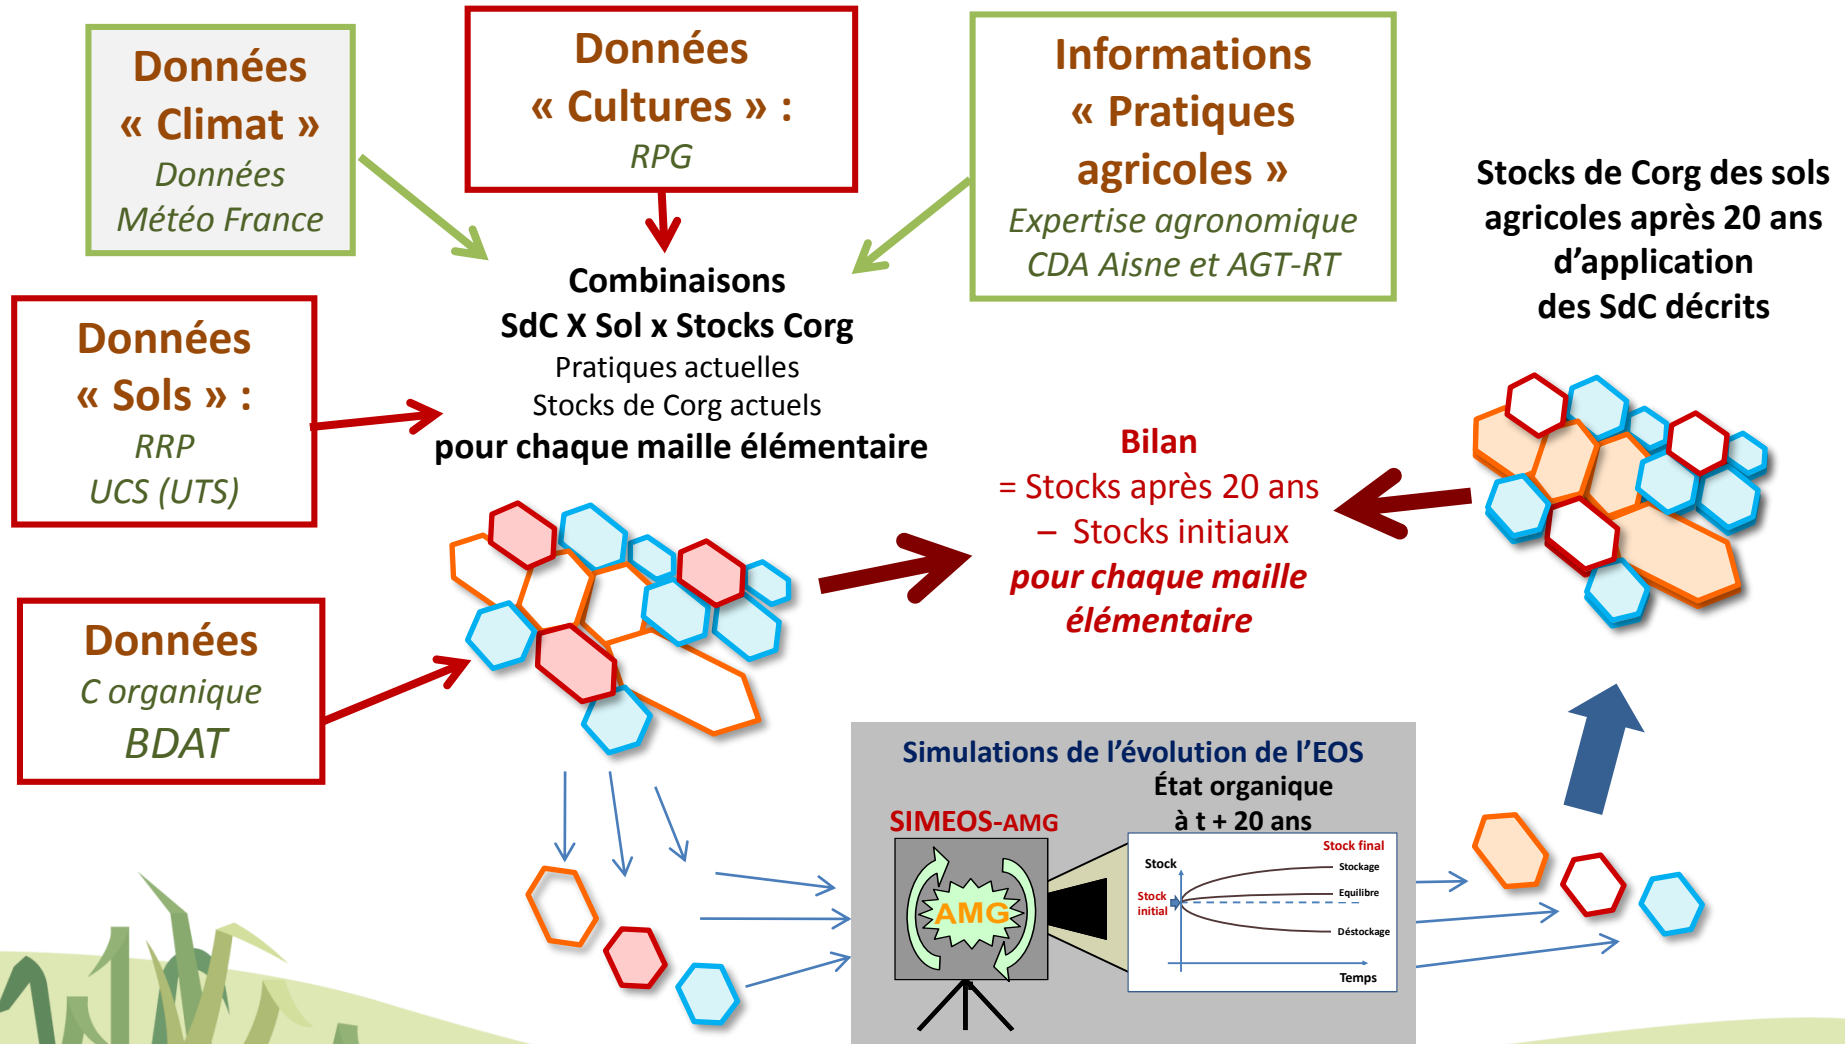 Données
« Climat »
Données
Météo France
Données
« Cultures » :
RPG
Informations
« Pratiques
agricoles »
Expertise agronomique
CDA Aisne et AGT-RT
Stocks de Corg des sols
agricoles après 20 ans
d’application
des SdC décrits
Données
« Sols » :
RRP
UCS (UTS)
Combinaisons
SdC X Sol x Stocks Corg
Pratiques actuelles
Stocks de Corg actuels
pour chaque maille élémentaire
Bilan
= Stocks après 20 ans
– Stocks initiaux
pour chaque maille
élémentaire
Données
C organique
BDAT
Simulations de l’évolution de l’EOS
État organique
à t + 20 ans
SIMEOS-AMG
AMG
Stock final
Stock
Stockage
Equilibre
Stock
initial
Déstockage
Temps